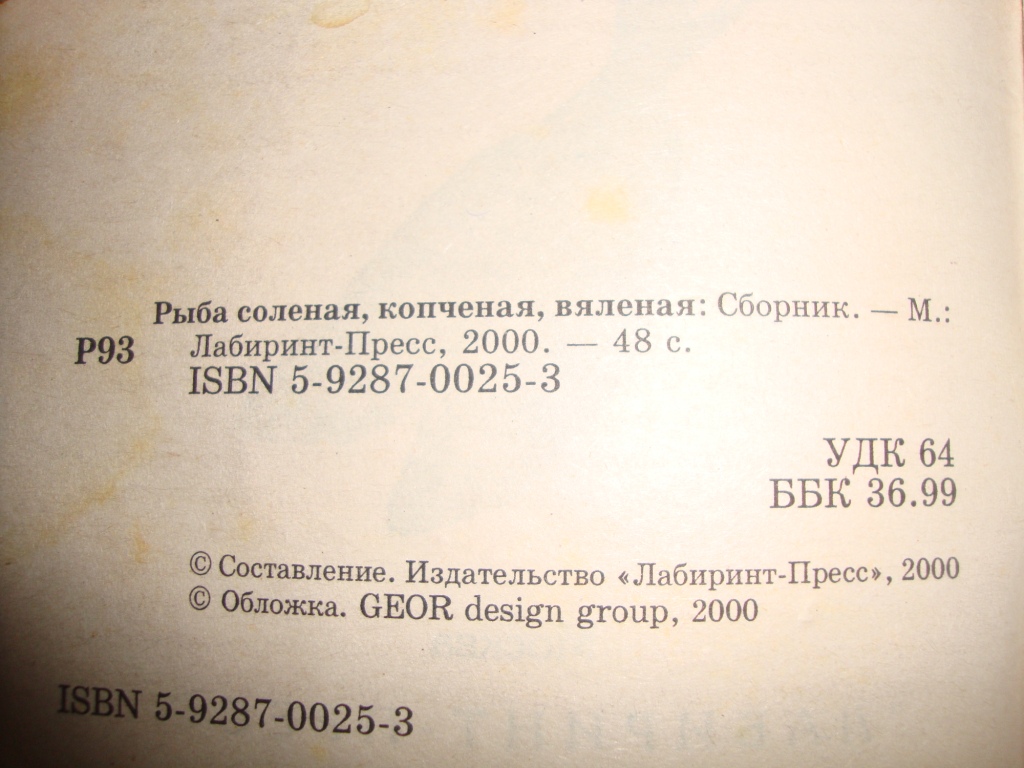 Рыба соленая, копченая, вяленая: Сборник. — М.:
Р93 Лабиринт-Пресс, 2000. — 48 с.
ISBN 5-9287-0025-3
УДК 64
ББК 36.99
© Составление. Издательство «Лабиринт-Пресс», 2000
© Обложка. GEOR design group, 2000
ISBN 5-9287-0025-3